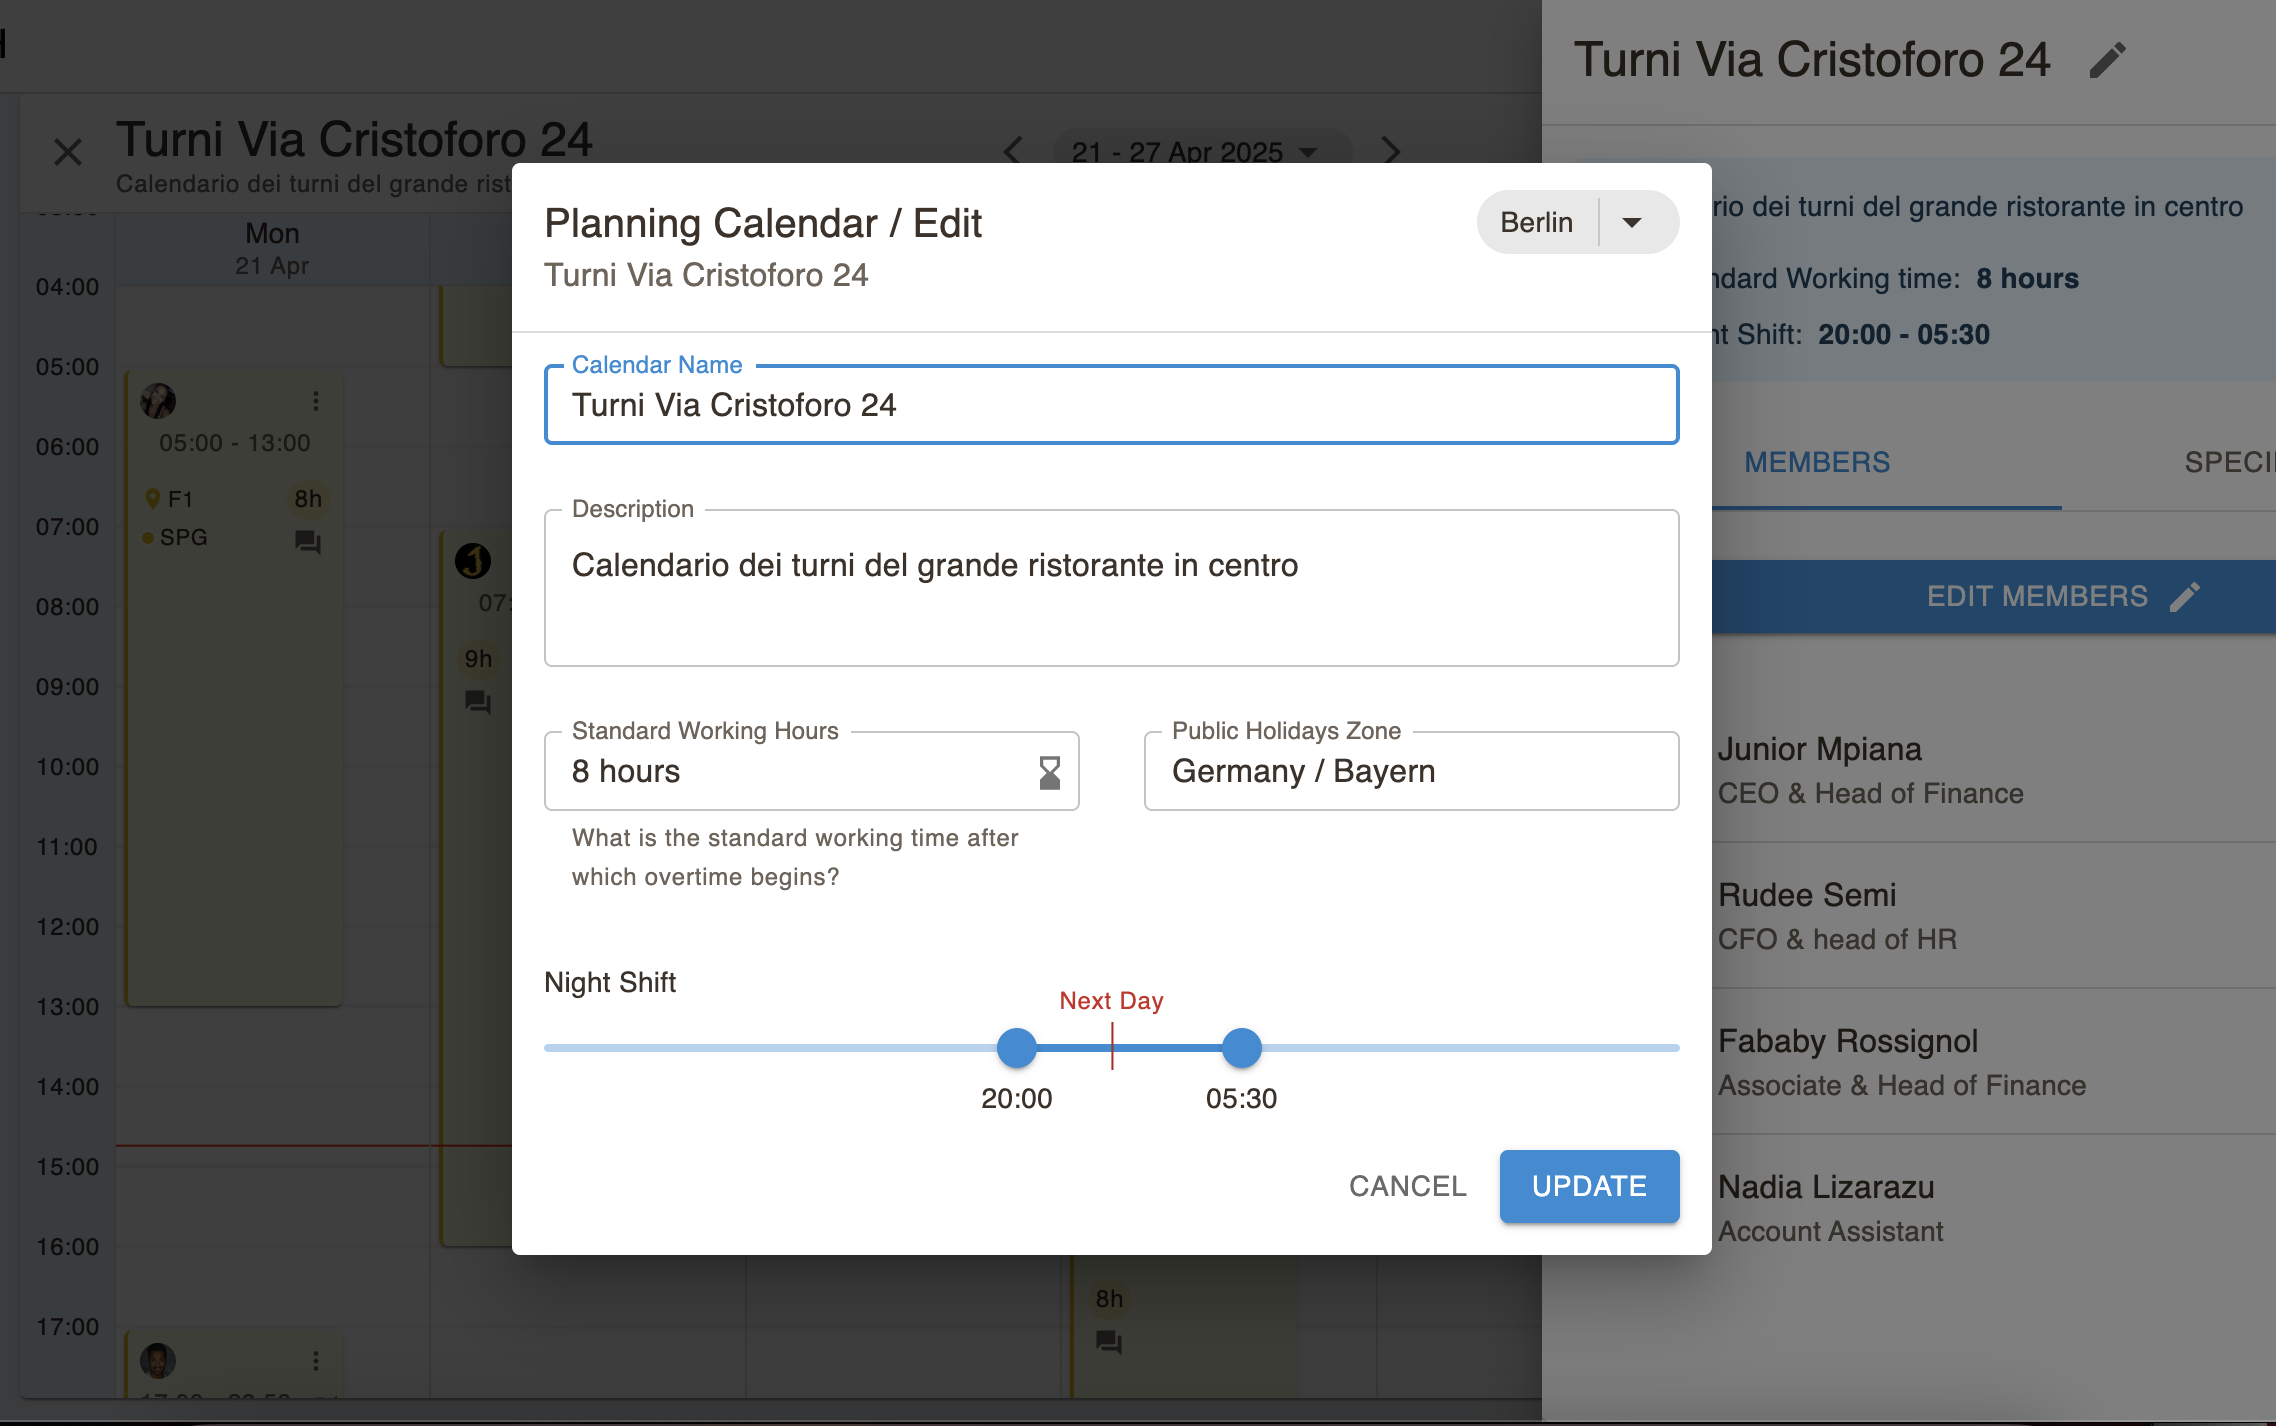 Turni Via Cristoforo 24
Calendario dei turni del grande
21 - 27 Apr 2025
Mon
21 Apr
04:00
05:00
06:00
07:00
08:00
09:00
10:00
11:00
12:00
13:00
14:00
15:00
16:00
17:00
05:00 - 13:00
F1
8h
SPG
9h
8h
Planning Calendar / Edit
Turni Via Cristoforo 24
Berlin
Calendar Name
Turni Via Cristoforo 24
Description
Calendario dei turni del grande ristorante in centro
Standard Working Hours
8 hours
What is the standard working time after
which overtime begins?
Public Holidays Zone
Germany / Bayern
Night Shift
Next Day
20:00
05:30
CANCEL
UPDATE
Turni Via Cristoforo 24
dei turni del grande ristorante in centro
Working time: 8 hours
Shift: 20:00 - 05:30
MEMBERS
EDIT MEMBERS
Junior Mpiana
CEO & Head of Finance
Rudee Semi
CFO & head of HR
Fababy Rossignol
Associate & Head of Finance
Nadia Lizarazu
Account Assistant